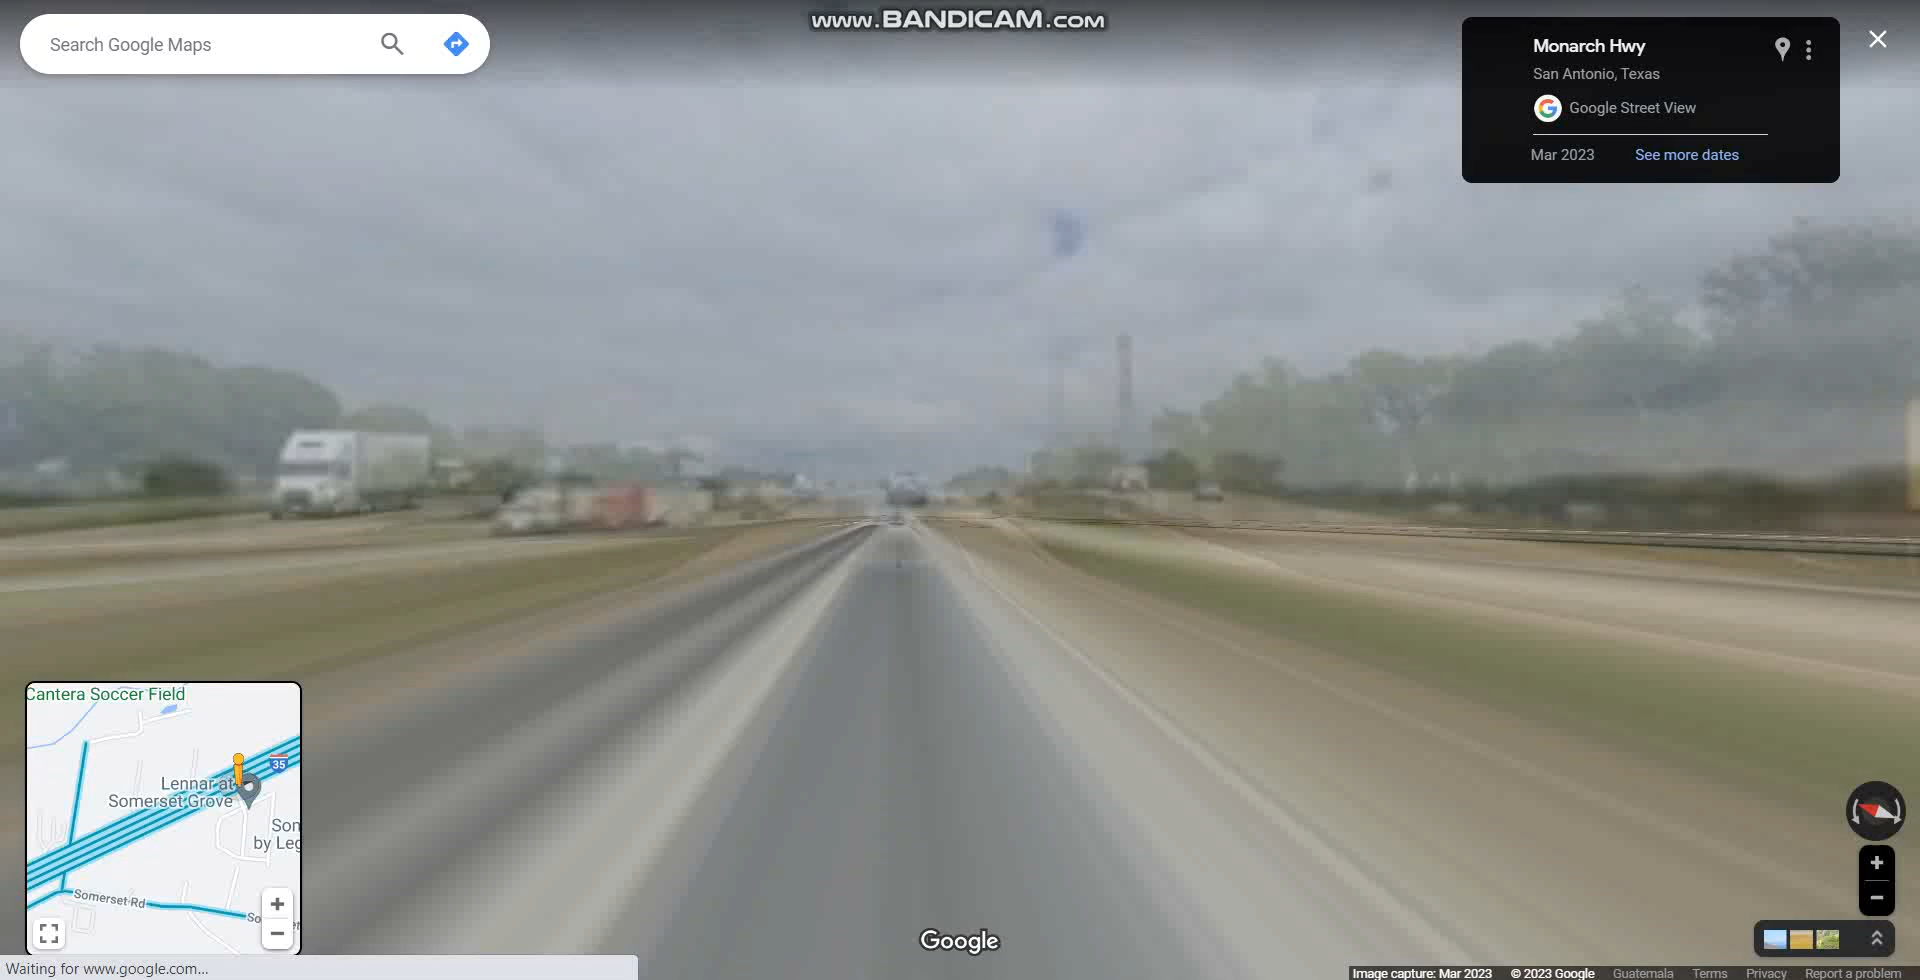 www.BANDICAM.com
Search Google Maps
Monarch Hwy
San Antonio, Texas
Google Street View
Mar 2023 See more dates
Cantera Soccer Field
35
Lennar at
Somerset Grove
Som
by Leg
Somerset Rd
So
Google
Waiting for www.google.com...
Image capture: Mar 2023 © 2023 Google Guatemala Terms Privacy Report a problem